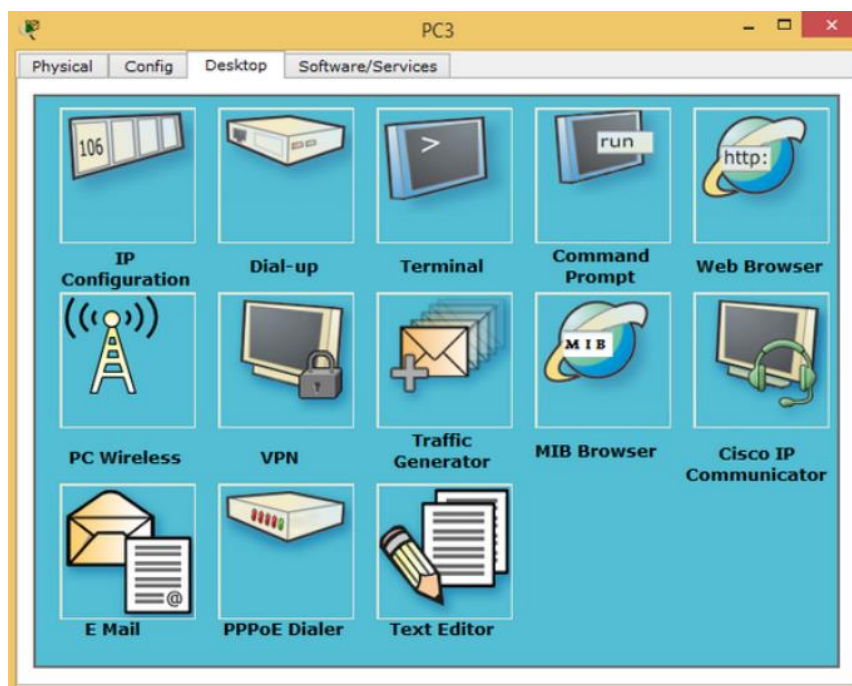 PC3
Physical Config Desktop Software/Services
106
>
run
http:
IP
Configuration
Dial-up
Terminal
Command
Prompt
Web Browser
MIB
PC Wireless
VPN
Traffic
Generator
MIB Browser
Cisco IP
Communicator
@
E Mail
PPPoE Dialer
Text Editor